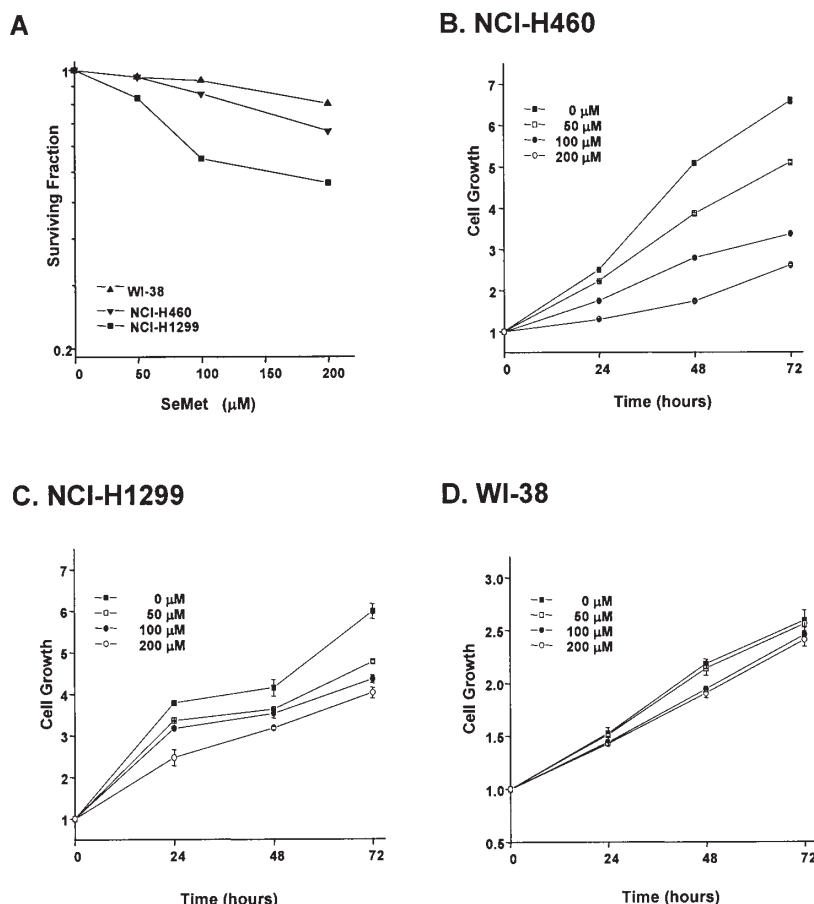 A
1
0.2
Surviving Fraction
WI-38
NCI-H460
NCI-H1299
0 50 100 150 200
SeMet (μM)
B. NCI-H460
7
6
5
4
3
2
1
Cell Growth
0 μM
50 μM
100 μM
200 μM
0 24 48 72
Time (hours)
C. NCI-H1299
7
6
5
4
3
2
1
Cell Growth
0 μM
50 μM
100 μM
200 μM
0 24 48 72
Time (hours)
D. WI-38
3.0
2.5
2.0
1.5
1.0
0.5
Cell Growth
0 μM
50 μM
100 μM
200 μM
0 24 48 72
Time (hours)